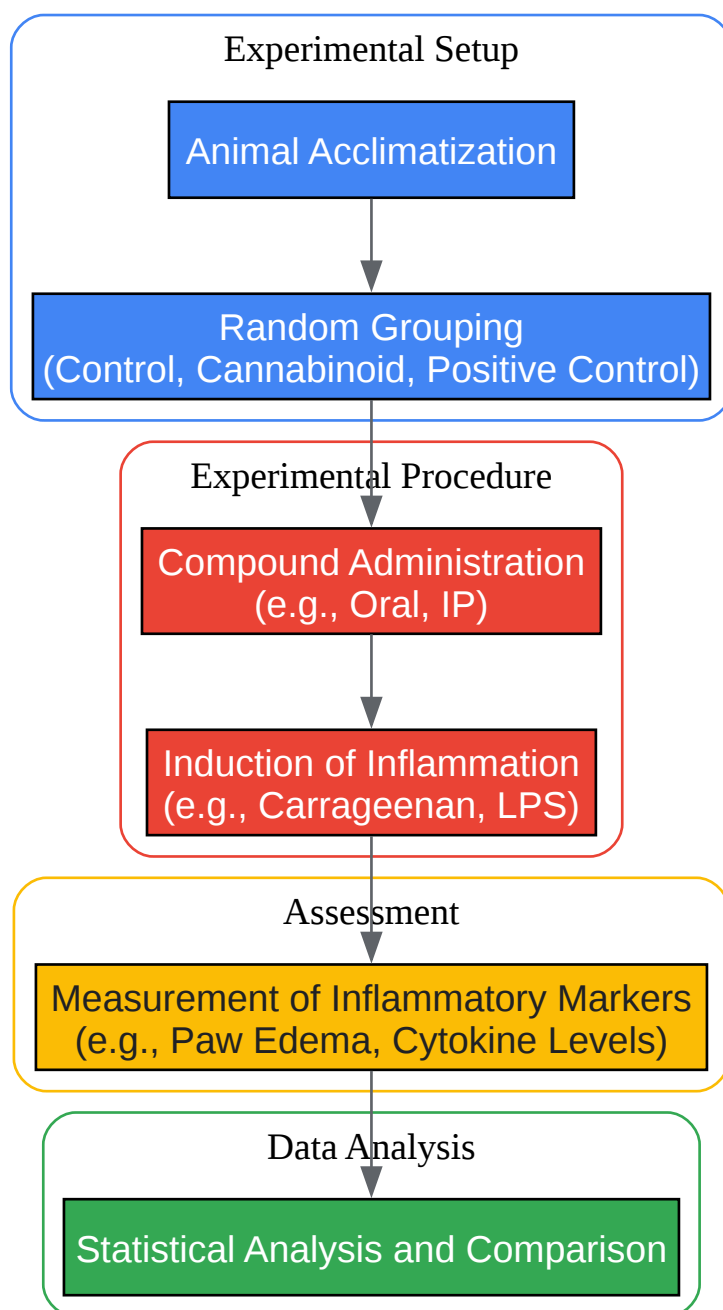 Experimental Setup
Animal Acclimatization
Random Grouping
(Control, Cannabinoid, Positive Control)
Experimental Procedure
Compound Administration
(e.g., Oral, IP)
Induction of Inflammation
(e.g., Carrageenan, LPS)
Assessment
Measurement of Inflammatory Markers
(e.g., Paw Edema, Cytokine Levels)
Data Analysis
Statistical Analysis and Comparison